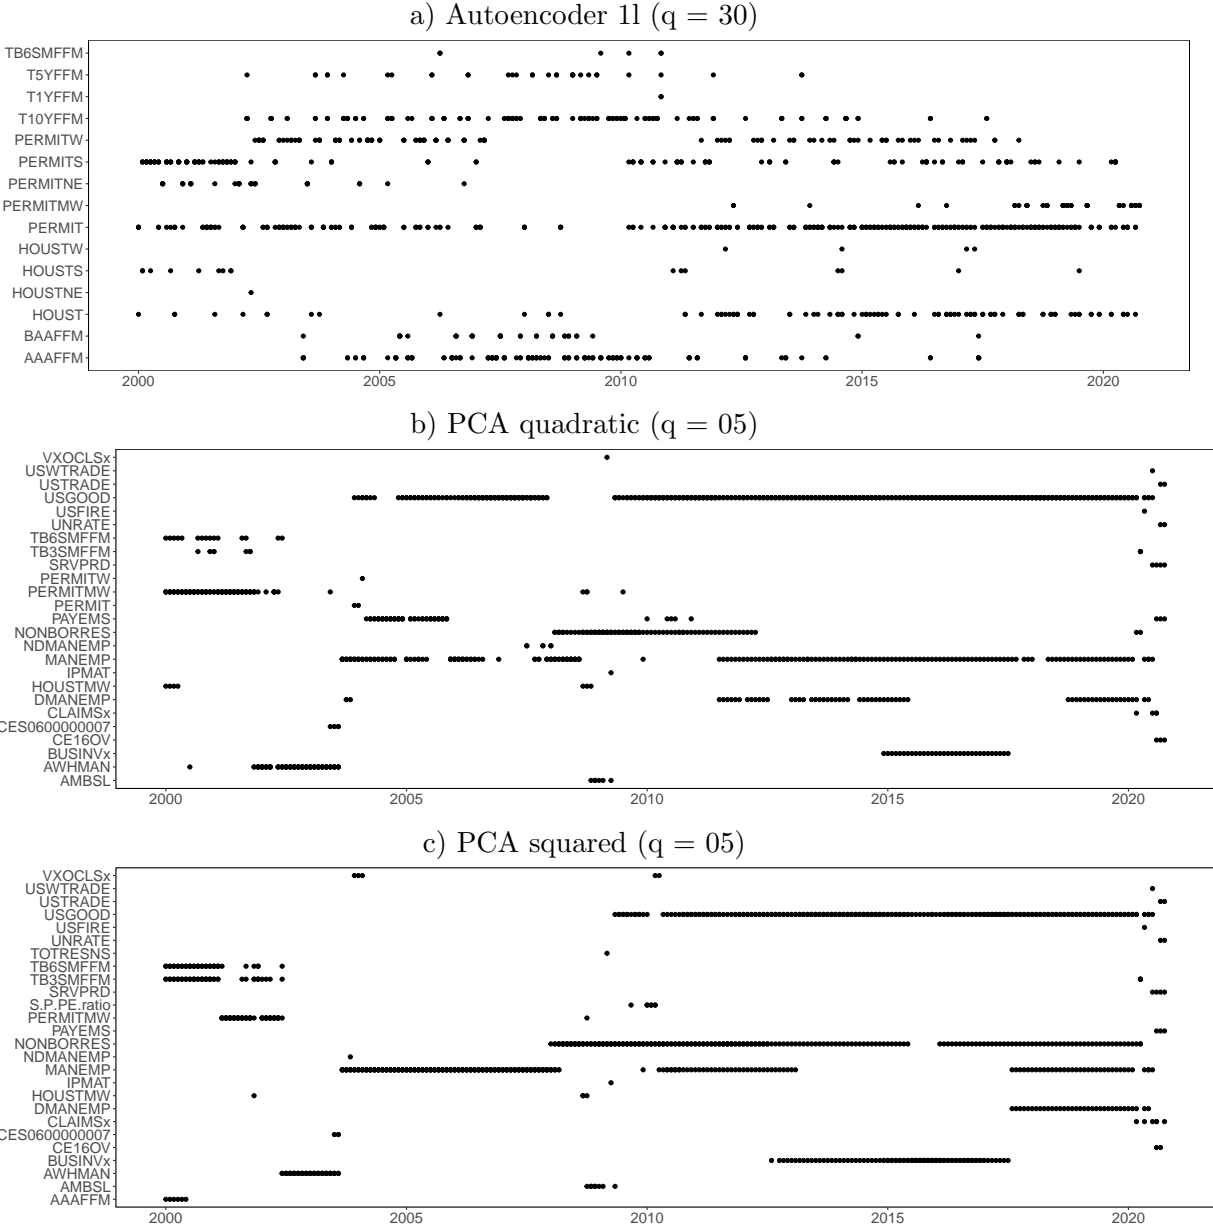 a) Autoencoder 1l (q = 30)
TB6SMFFM
T5YFFM
T1YFFM
T10YFFM
PERMITW
PERMITS
PERMITNE
PERMITMW
PERMIT
HOUSTW
HOUSTS
HOUSTNE
HOUST
BAAFFM
AAAFFM
2000 2005 2010 2015 2020
b) PCA quadratic (q = 05)
VXOCLSx
USWTRADE
USTRADE
USGOOD
USFIRE
UNRATE
TB6SMFFM
TB3SMFFM
SRVPRD
PERMITW
PERMITMW
PERMIT
PAYEMS
NONBORRES
NDMANEMP
MANEMP
IPMAT
HOUSTMW
DMANEMP
CLAIMSx
CES0600000007
CE16OV
BUSINVx
AWHMAN
AMBSL
2000 2005 2010 2015 2020
c) PCA squared (q = 05)
VXOCLSx
USWTRADE
USTRADE
USGOOD
USFIRE
UNRATE
TOTRESNS
TB6SMFFM
TB3SMFFM
SRVPRD
S.P.PE.ratio
PERMITMW
PAYEMS
NONBORRES
NDMANEMP
MANEMP
IPMAT
HOUSTMW
DMANEMP
CLAIMSx
CES0600000007
CE16OV
BUSINVx
AWHMAN
AMBSL
AAAFFM
2000 2005 2010 2015 2020